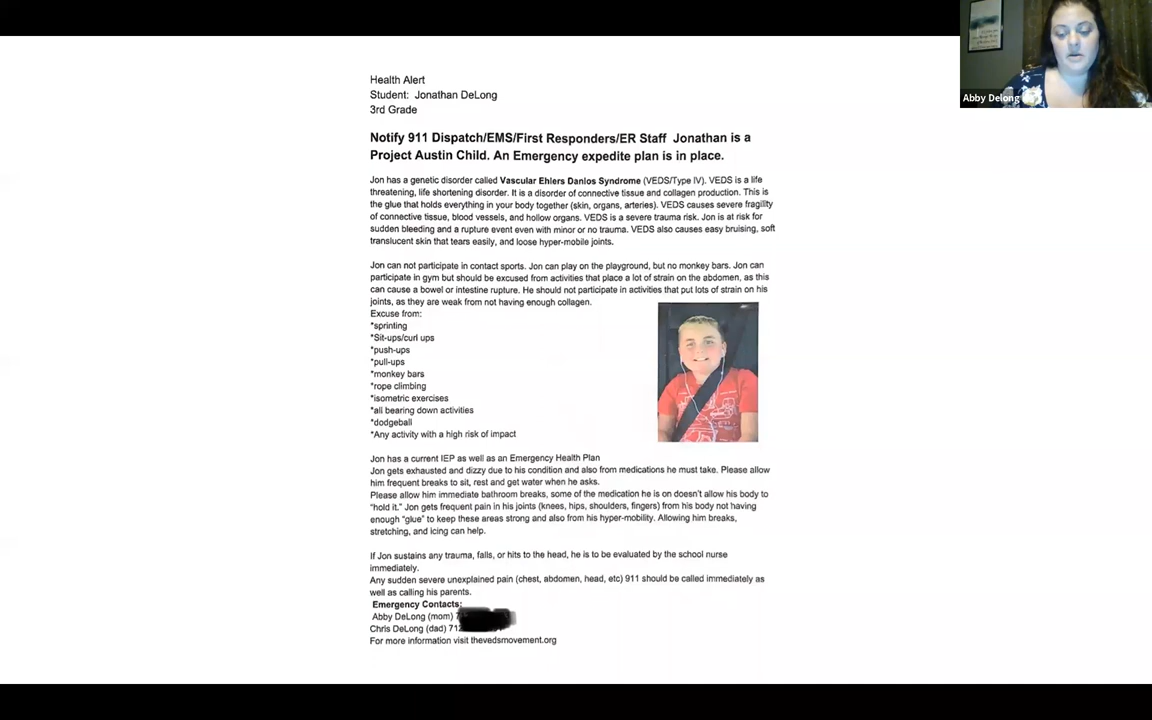 Health Alert
Student: Jonathan DeLong
3rd Grade
Notify 911 Dispatch/EMS/First Responders/ER Staff Jonathan is a
Project Austin Child. An Emergency expedite plan is in place.
Jon has a genetic disorder called Vascular Ehlers Danlos Syndrome (VEDS/Type IV). VEDS is a life
threatening, life shortening disorder. It is a disorder of connective tissue and collagen production. This is
the glue that holds everything in your body together (skin, organs, arteries). VEDS causes severe fragility
of connective tissue, blood vessels, and hollow organs. VEDS is a severe trauma risk. Jon is at risk for
sudden bleeding and a rupture event even with minor or no trauma. VEDS also causes easy bruising, soft
translucent skin that tears easily, and loose hyper-mobile joints.
Jon can not participate in contact sports. Jon can play on the playground, but no monkey bars. Jon can
participate in gym but should be excused from activities that place a lot of strain on the abdomen, as this
can cause a bowel or intestine rupture. He should not participate in activities that put lots of strain on his
joints, as they are weak from not having enough collagen.
Excuse from:
*sprinting
*Sit-ups/curl ups
*push-ups
*pull-ups
*monkey bars
*rope climbing
*isometric exercises
*all bearing down activities
*dodgeball
*Any activity with a high risk of impact
Jon has a current IEP as well as an Emergency Health Plan
Jon gets exhausted and dizzy due to his condition and also from medications he must take. Please allow
him frequent breaks to sit, rest and get water when he asks.
Please allow him immediate bathroom breaks, some of the medication he is on doesn't allow his body to
"hold it." Jon gets frequent pain in his joints (knees, hips, shoulders, fingers) from his body not having
enough "glue" to keep these areas strong and also from his hyper-mobility. Allowing him breaks,
stretching, and icing can help.
If Jon sustains any trauma, falls, or hits to the head, he is to be evaluated by the school nurse
immediately.
Any sudden severe unexplained pain (chest, abdomen, head, etc) 911 should be called immediately as
well as calling his parents.
Emergency Contacts:
Abby DeLong (mom) 7
Chris DeLong (dad) 712
For more information visit thevedsmovement.org
Abby Delong